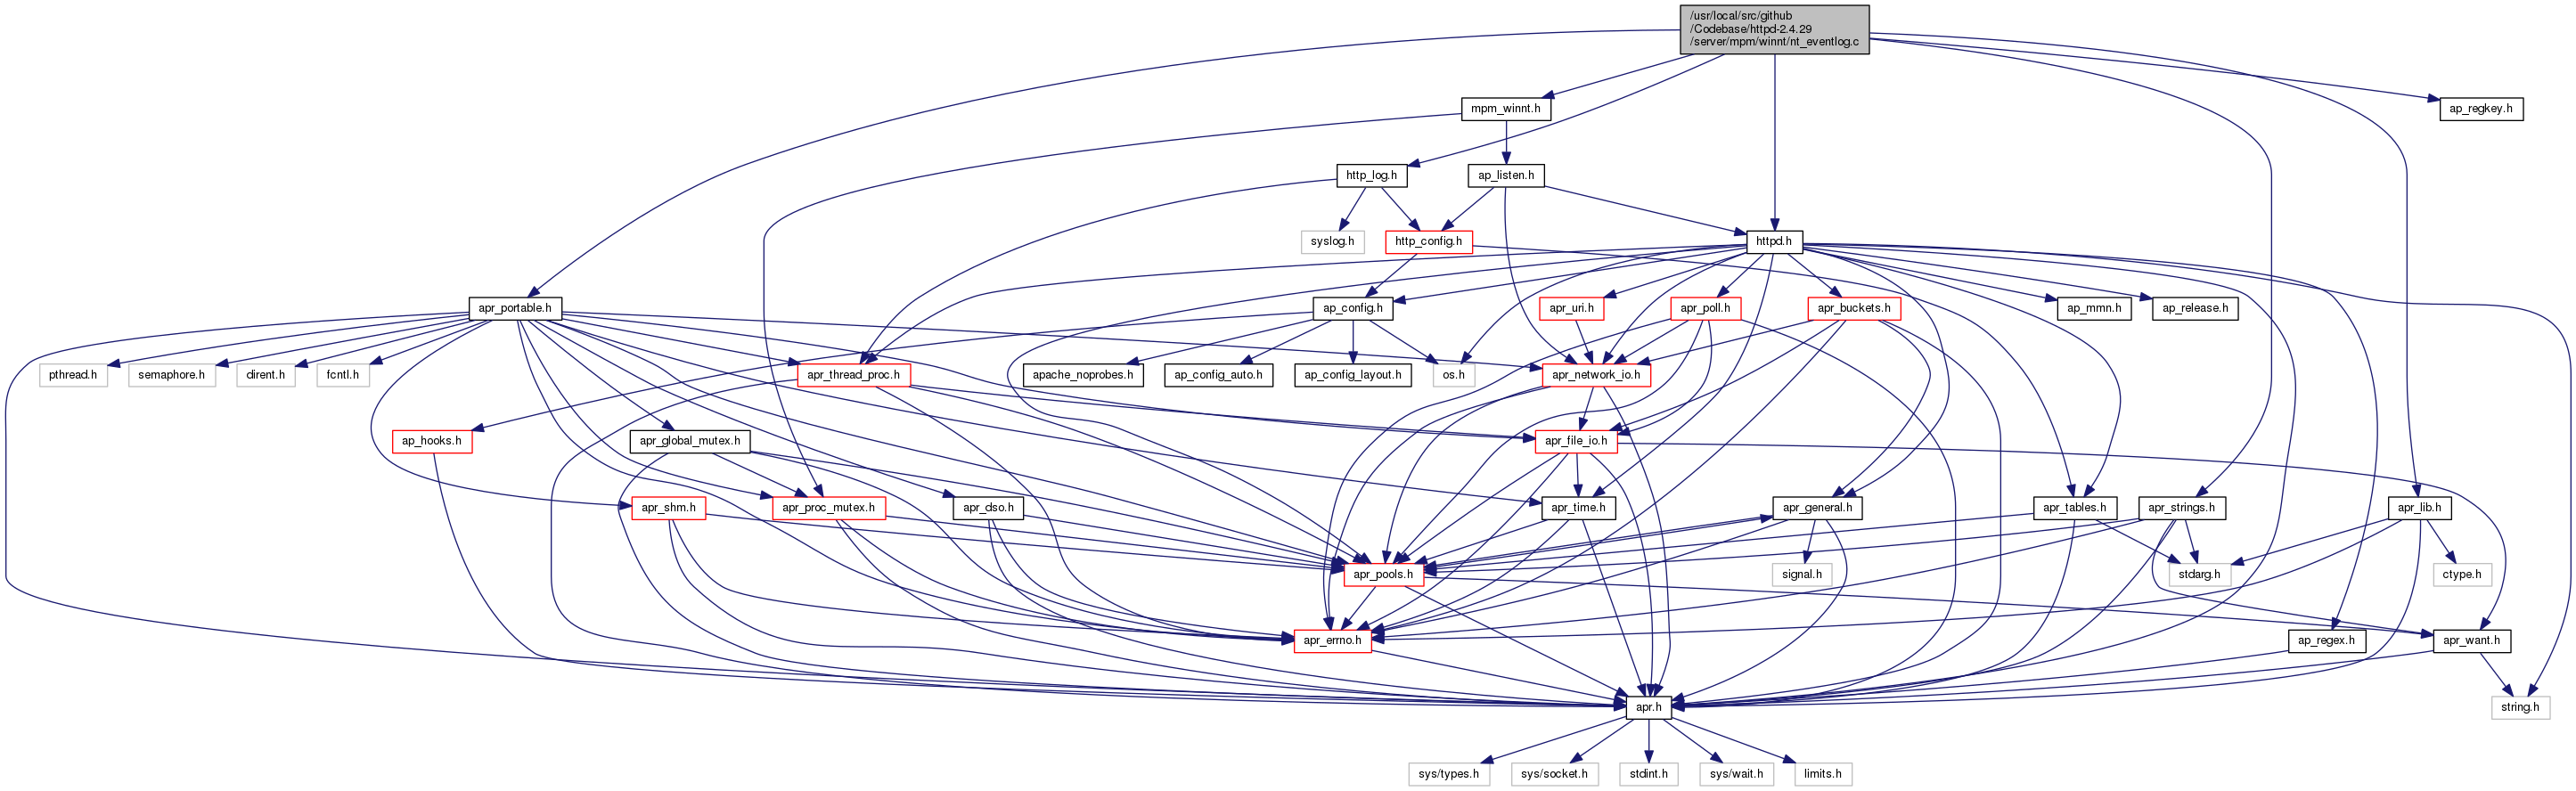 /usr/local/src/github
/Codebase/httpd-2.4.29
/server/mpm/winnt/nt_eventlog.c
mpm_winnt.h
ap_regkey.h
http_log.h
ap_listen.h
syslog.h
http_config.h
httpd.h
apr_portable.h
ap_config.h
apr_uri.h
apr_poll.h
apr_buckets.h
ap_mmn.h
ap_release.h
pthread.h
semaphore.h
dirent.h
fcntl.h
apr_thread_proc.h
apache_noprobes.h
ap_config_auto.h
ap_config_layout.h
os.h
apr_network_io.h
ap_hooks.h
apr_global_mutex.h
apr_file_io.h
apr_shm.h
apr_proc_mutex.h
apr_dso.h
apr_time.h
apr_general.h
apr_tables.h
apr_strings.h
apr_lib.h
apr_pools.h
signal.h
stdarg.h
ctype.h
apr_errno.h
ap_regex.h
apr_want.h
apr.h
string.h
sys/types.h
sys/socket.h
stdint.h
sys/wait.h
limits.h